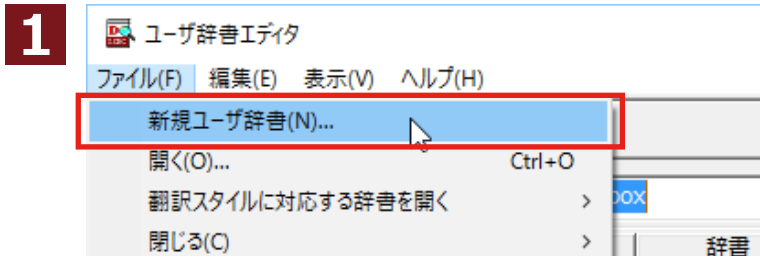 1
ユーザ辞書エディタ
ファイル(F) 編集(E) 表示(V) ヘルプ(H)
新規ユーザ辞書(N)...
開く(O)... Ctrl+O
翻訳スタイルに対応する辞書を開く >
閉じる(C) >
box
辞書